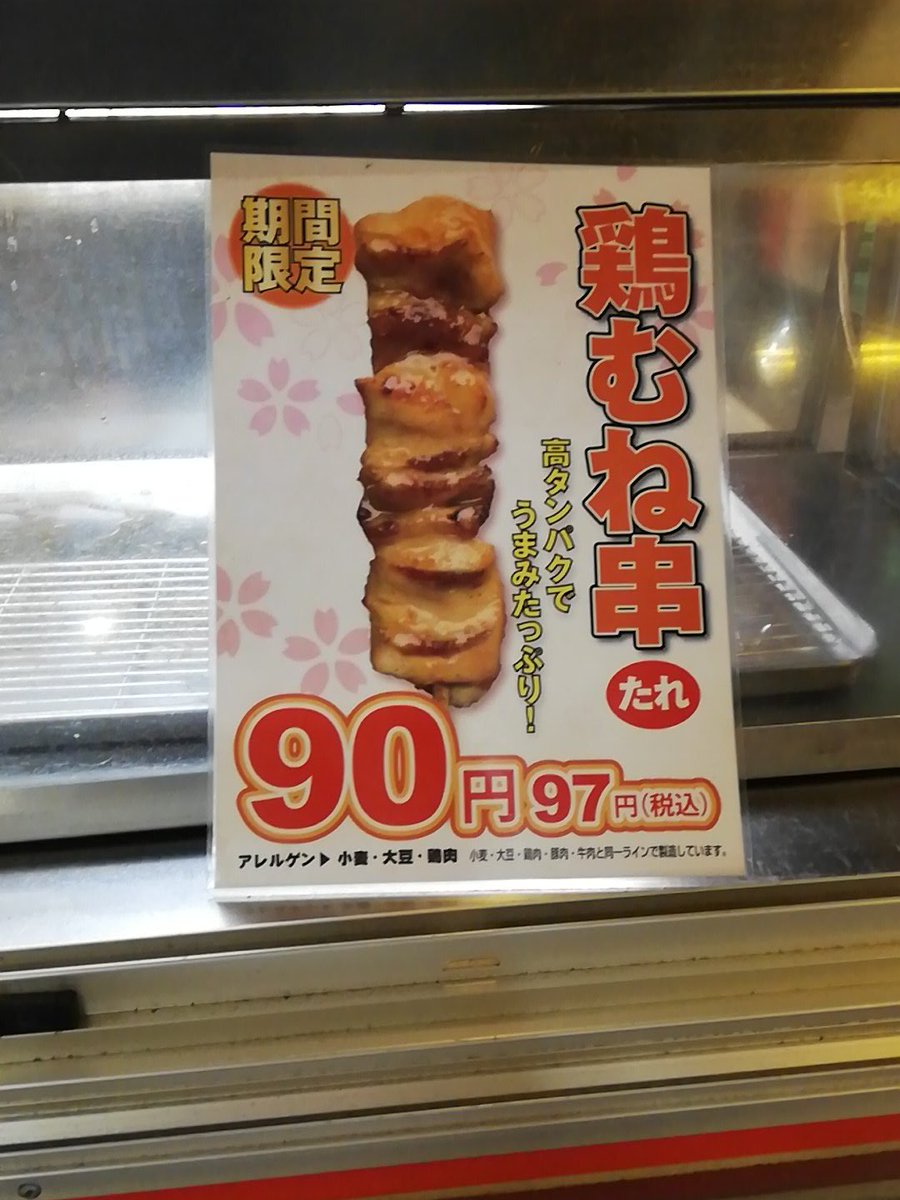 期間
限定
鶏むね串
たれ
高タンパクで
うまみたっぷり!
90円 97円(税込)
アレルゲン▶ 小麦・大豆・鶏肉 小麦・大豆・鶏肉・豚肉・牛肉と同一ラインで製造しています。